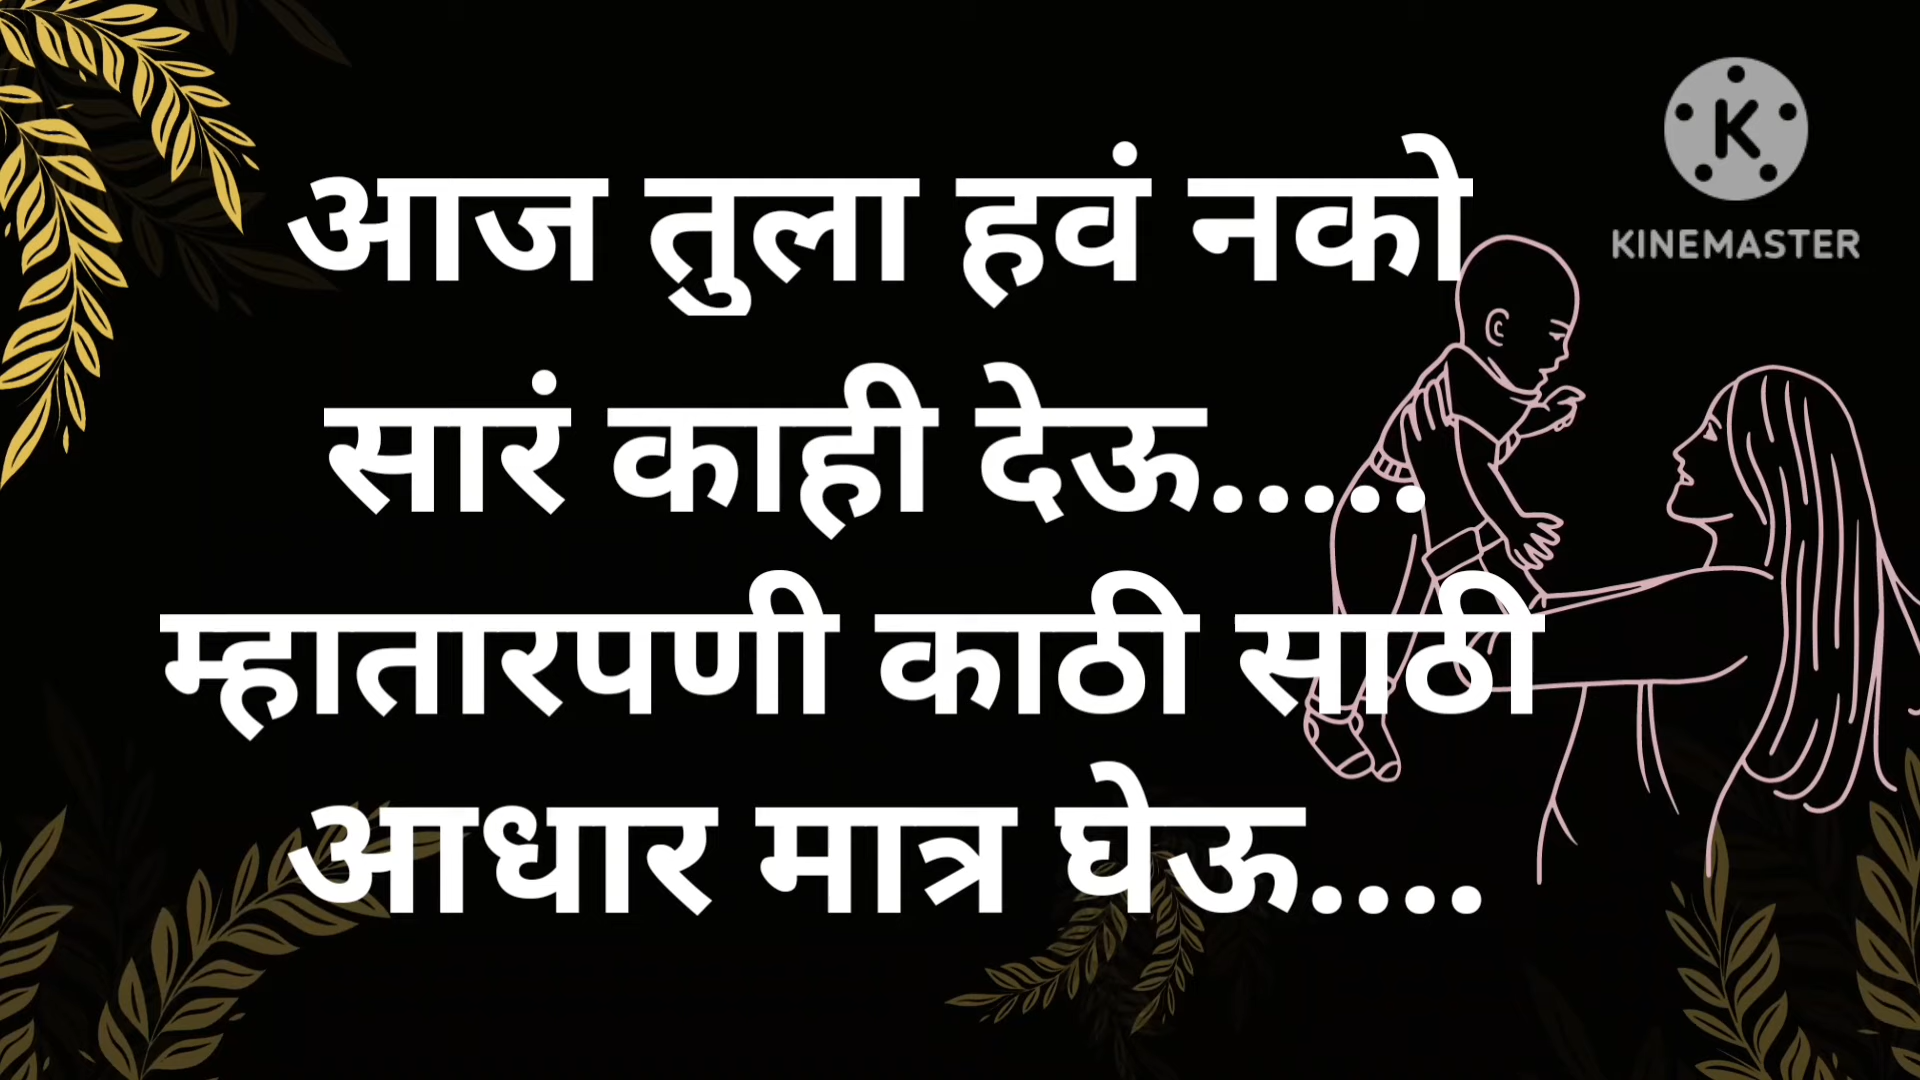 आज तुला हवं नको
सारं काही देऊ.....
म्हातारपणी काठी साठी
आधार मात्र घेऊ....
K
KINEMASTER